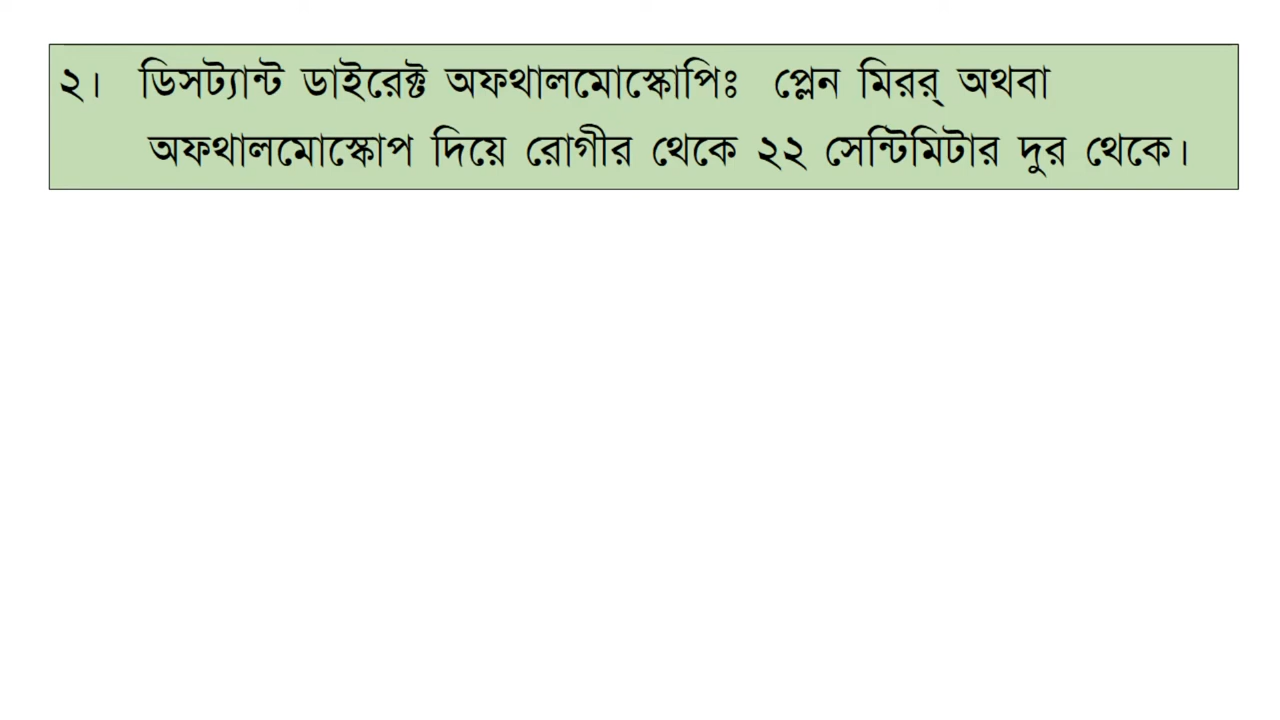 ২। ডিসট্যান্ট ডাইরেক্ট অফথালমোস্কোপিঃ প্লেন মিরর্ অথবা
অফথালমোস্কোপ দিয়ে রোগীর থেকে ২২ সেন্টিমিটার দুর থেকে।